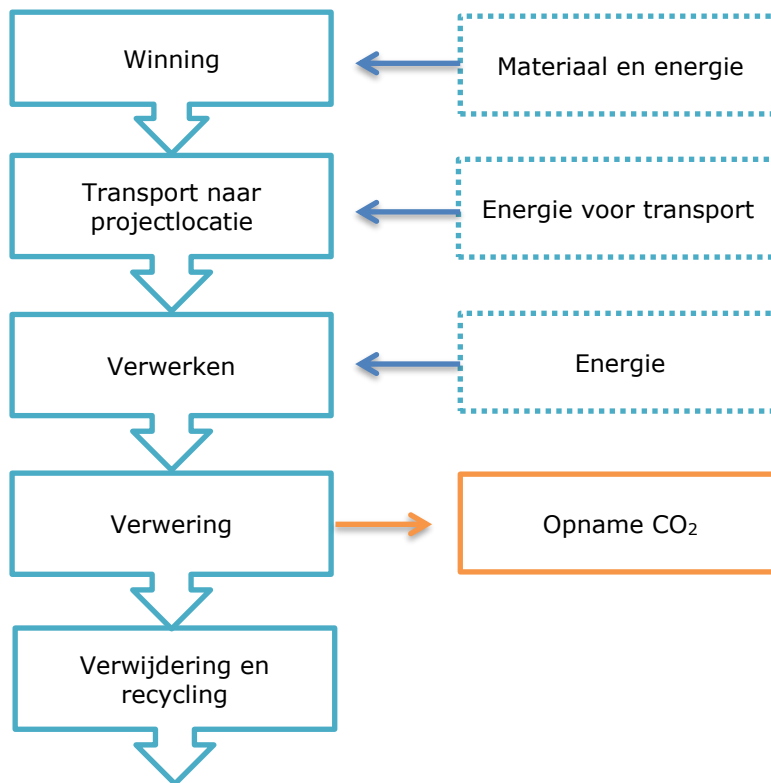 Winning
Materiaal en energie
Transport naar
projectlocatie
Energie voor transport
Verwerken
Energie
Verwering
Opname CO₂
Verwijdering en
recycling